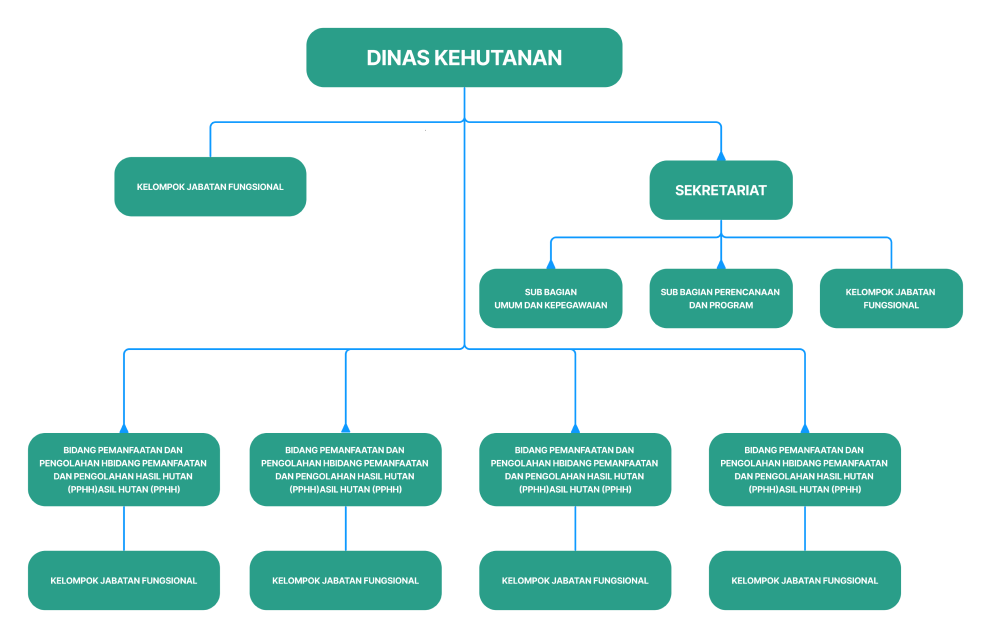 DINAS KEHUTANAN
KELOMPOK JABATAN FUNGSIONAL
SEKRETARIAT
SUB BAGIAN
UMUM DAN KEPEGAWAIAN
SUB BAGIAN PERENCANAAN
DAN PROGRAM
KELOMPOK JABATAN
FUNGSIONAL
BIDANG PEMANFAATAN DAN
PENGOLAHAN HBIDANG PEMANFAATAN
DAN PENGOLAHAN HASIL HUTAN
(PPHH)ASIL HUTAN (PPHH)
BIDANG PEMANFAATAN DAN
PENGOLAHAN HBIDANG PEMANFAATAN
DAN PENGOLAHAN HASIL HUTAN
(PPHH)ASIL HUTAN (PPHH)
BIDANG PEMANFAATAN DAN
PENGOLAHAN HBIDANG PEMANFAATAN
DAN PENGOLAHAN HASIL HUTAN
(PPHH)ASIL HUTAN (PPHH)
BIDANG PEMANFAATAN DAN
PENGOLAHAN HBIDANG PEMANFAATAN
DAN PENGOLAHAN HASIL HUTAN
(PPHH)ASIL HUTAN (PPHH)
KELOMPOK JABATAN FUNGSIONAL
KELOMPOK JABATAN FUNGSIONAL
KELOMPOK JABATAN FUNGSIONAL
KELOMPOK JABATAN FUNGSIONAL